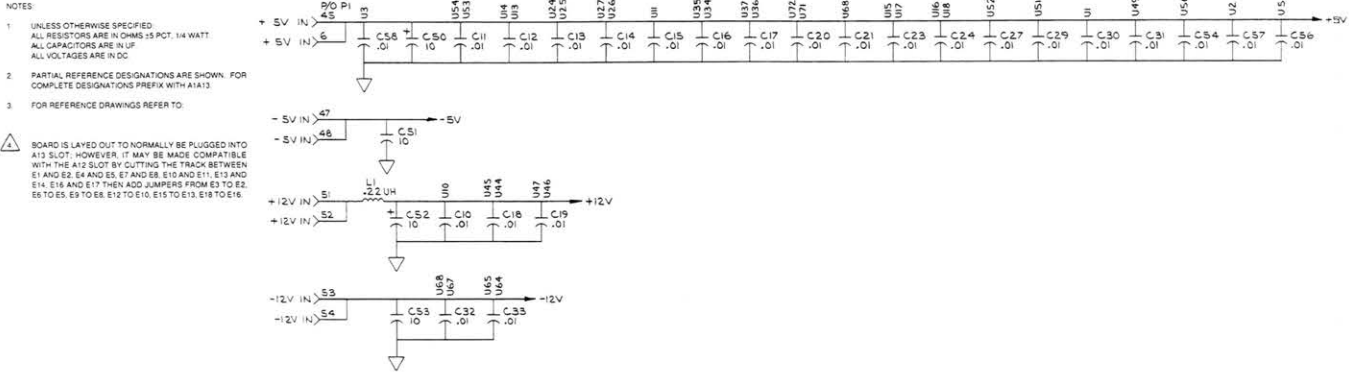 NOTES:
1. UNLESS OTHERWISE SPECIFIED:
ALL RESISTORS ARE IN OHMS ±5 PCT, 1/4 WATT.
ALL CAPACITORS ARE IN UF.
ALL VOLTAGES ARE IN DC.
2. PARTIAL REFERENCE DESIGNATIONS ARE SHOWN. FOR
COMPLETE DESIGNATIONS PREFIX WITH A1A13.
3. FOR REFERENCE DRAWINGS REFER TO:
4. BOARD IS LAYED OUT TO NORMALLY BE PLUGGED INTO
A13 SLOT; HOWEVER, IT MAY BE MADE COMPATIBLE
WITH THE A12 SLOT BY CUTTING THE TRACK BETWEEN
E1 AND E2, E4 AND E5, E7 AND E8, E10 AND E11, E13 AND
E14, E16 AND E17 THEN ADD JUMPERS FROM E3 TO E2,
E6 TO E5, E9 TO E8, E12 TO E10, E15 TO E13, E18 TO E16.
P/O P1
+ 5V IN 45
+ 5V IN 6
U3 U54 U53 U14 U13 U24 U25 U27 U26 U11 U35 U34 U37 U36 U72 U71 U68 U15 U17 U16 U18 U52 U51 U1 U49 U50 U2 U5
+5V
C58 C50 C11 C12 C13 C14 C15 C16 C17 C20 C21 C23 C24 C27 C29 C30 C31 C54 C57 C56
.01 + 10 .01 .01 .01 .01 .01 .01 .01 .01 .01 .01 .01 .01 .01 .01 .01 .01 .01 .01
- 5V IN 47
- 5V IN 48
-5V
C51
10
+12V IN 51
+12V IN 52
L1
.22 UH
U10 U45 U44 U47 U46
+12V
+ C52 C10 C18 C19
10 .01 .01 .01
-12V IN 53
-12V IN 54
U68 U67 U65 U64
-12V
C53 C32 C33
10 .01 .01